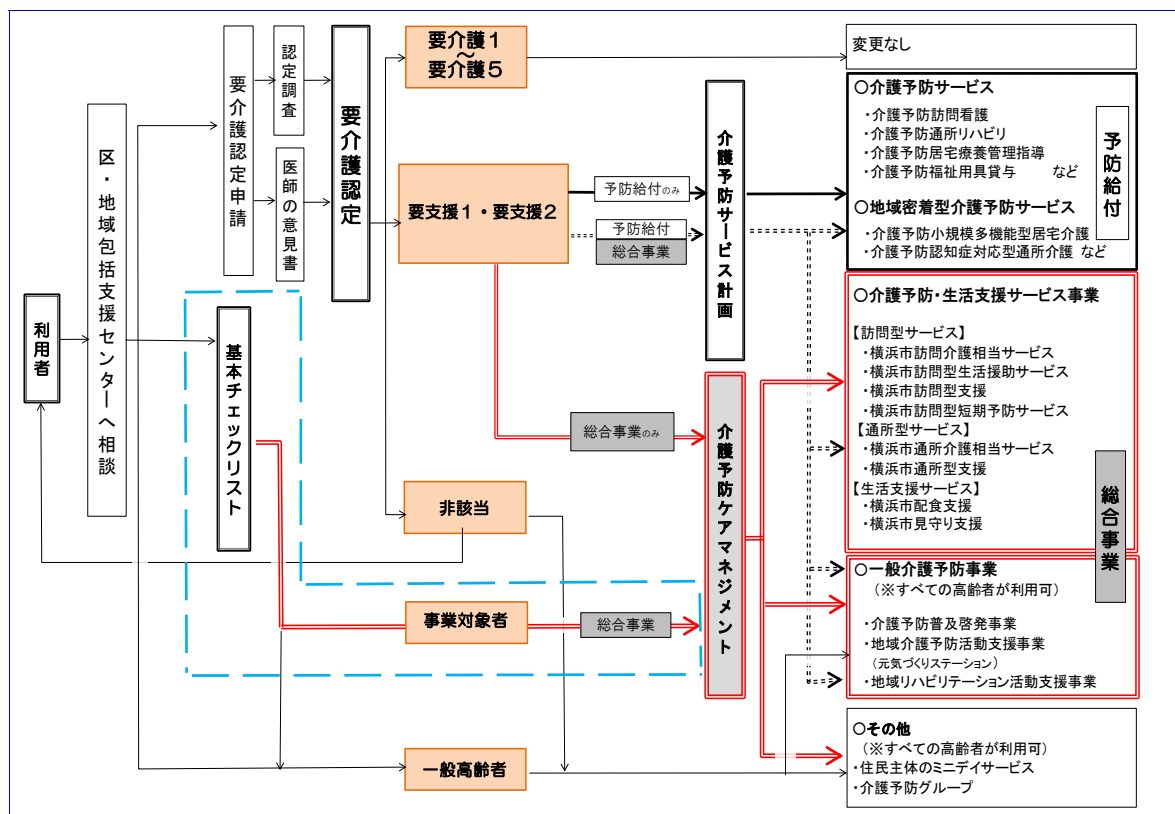 利用者
区・地域包括支援センターへ相談
要介護認定申請
認定調査
医師の意見書
要介護認定
基本チェックリスト
要介護1
～
要介護5
要支援1・要支援2
非該当
事業対象者
一般高齢者
予防給付のみ
予防給付
総合事業
総合事業のみ
総合事業
介護予防サービス計画
介護予防ケアマネジメント
変更なし
○介護予防サービス
・介護予防訪問看護
・介護予防通所リハビリ
・介護予防居宅療養管理指導
・介護予防福祉用具貸与 など
○地域密着型介護予防サービス
・介護予防小規模多機能型居宅介護
・介護予防認知症対応型通所介護 など
予防給付
○介護予防・生活支援サービス事業
【訪問型サービス】
・横浜市訪問介護相当サービス
・横浜市訪問型生活援助サービス
・横浜市訪問型支援
・横浜市訪問型短期予防サービス
【通所型サービス】
・横浜市通所介護相当サービス
・横浜市通所型支援
【生活支援サービス】
・横浜市配食支援
・横浜市見守り支援
総合事業
○一般介護予防事業
（※すべての高齢者が利用可）
・介護予防普及啓発事業
・地域介護予防活動支援事業
（元気づくりステーション）
・地域リハビリテーション活動支援事業
○その他
（※すべての高齢者が利用可）
・住民主体のミニデイサービス
・介護予防グループ